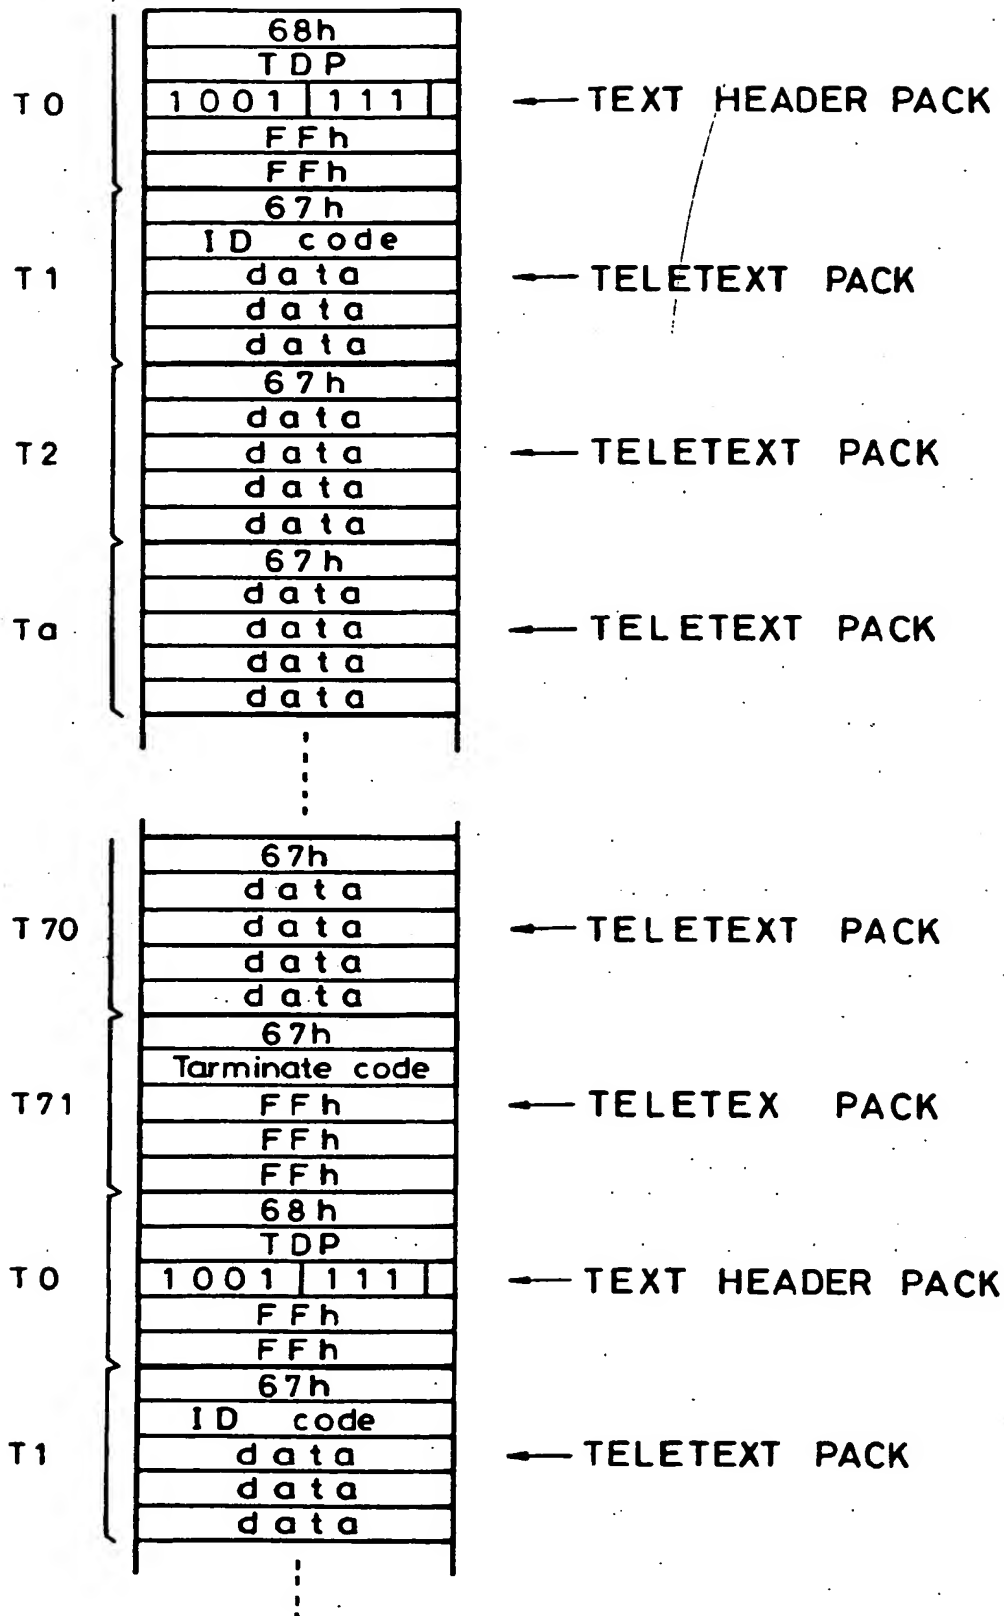 68h
TDP
T0 1001 111 ← TEXT HEADER PACK
FFh
FFh
67h
ID code
T1 data ← TELETEXT PACK
data
data
67h
data
T2 data ← TELETEXT PACK
data
data
67h
data
Ta data ← TELETEXT PACK
data
data
67h
data
T70 data ← TELETEXT PACK
data
data
67h
Tarminate code
T71 FFh ← TELETEX PACK
FFh
FFh
68h
TDP
T0 1001 111 ← TEXT HEADER PACK
FFh
FFh
67h
ID code
T1 data ← TELETEXT PACK
data
data